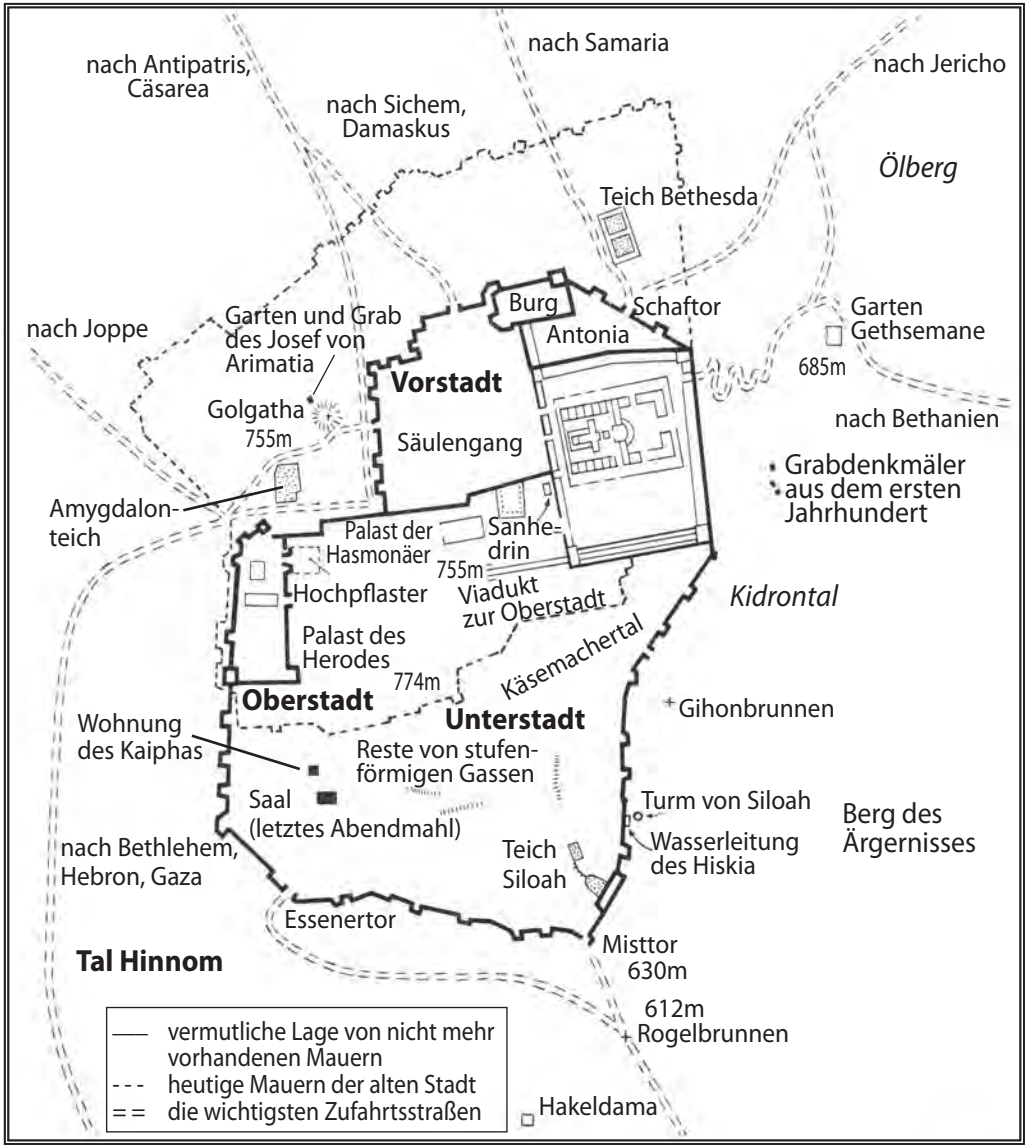 nach Antipatris,
Cäsarea
nach Samaria
nach Jericho
nach Sichem,
Damaskus
Ölberg
Teich Bethesda
Burg
Antonia
Schaftor
Garten
Gethsemane
685m
nach Joppe
Garten und Grab
des Josef von
Arimatia
Vorstadt
Golgatha
755m
Säulengang
nach Bethanien
Grabdenkmäler
aus dem ersten
Jahrhundert
Amygdalon-
teich
Palast der
Hasmonäer
755m
Sanhe-
drin
Hochpflaster
Viadukt
zur Oberstadt
Kidrontal
Palast des
Herodes
774m
Käsemachertal
Oberstadt
Unterstadt
Gihonbrunnen
Wohnung
des Kaiphas
Reste von stufen-
förmigen Gassen
Saal
(letztes Abendmahl)
Turm von Siloah
Wasserleitung
des Hiskia
Berg des
Ärgernisses
nach Bethlehem,
Hebron, Gaza
Teich
Siloah
Essenertor
Misttor
630m
Tal Hinnom
612m
Rogelbrunnen
vermutliche Lage von nicht mehr
vorhandenen Mauern
heutige Mauern der alten Stadt
die wichtigsten Zufahrtsstraßen
Hakeldama